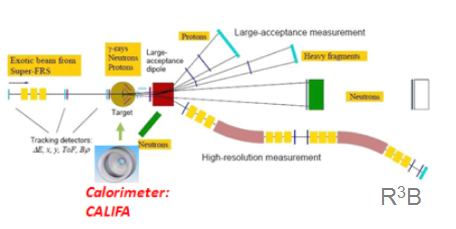 Protons
Large-acceptance measurement
γ-rays
Neutrons
Protons
Large-
acceptance
dipole
Exotic beam from
Super-FRS
Heavy fragments
Target
Neutrons
Tracking detectors:
ΔE, x, y, ToF, Bρ
Neutrons
High-resolution measurement
Calorimeter:
CALIFA
R³B